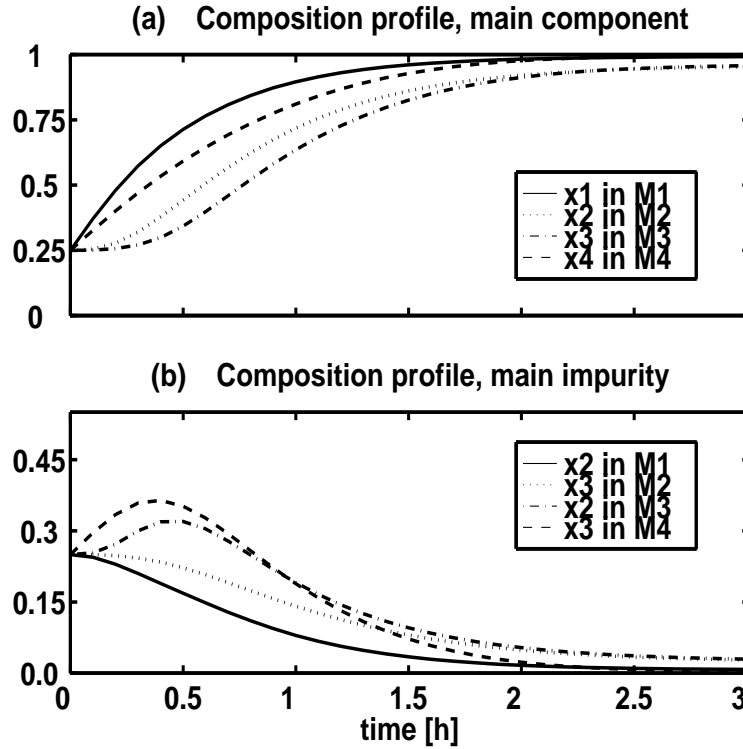 (a) Composition profile, main component
1
0.75
0.5
0.25
0
x1 in M1
x2 in M2
x3 in M3
x4 in M4
(b) Composition profile, main impurity
0.45
0.3
0.15
0.0
x2 in M1
x3 in M2
x2 in M3
x3 in M4
0 0.5 1 1.5 2 2.5 3
time [h]